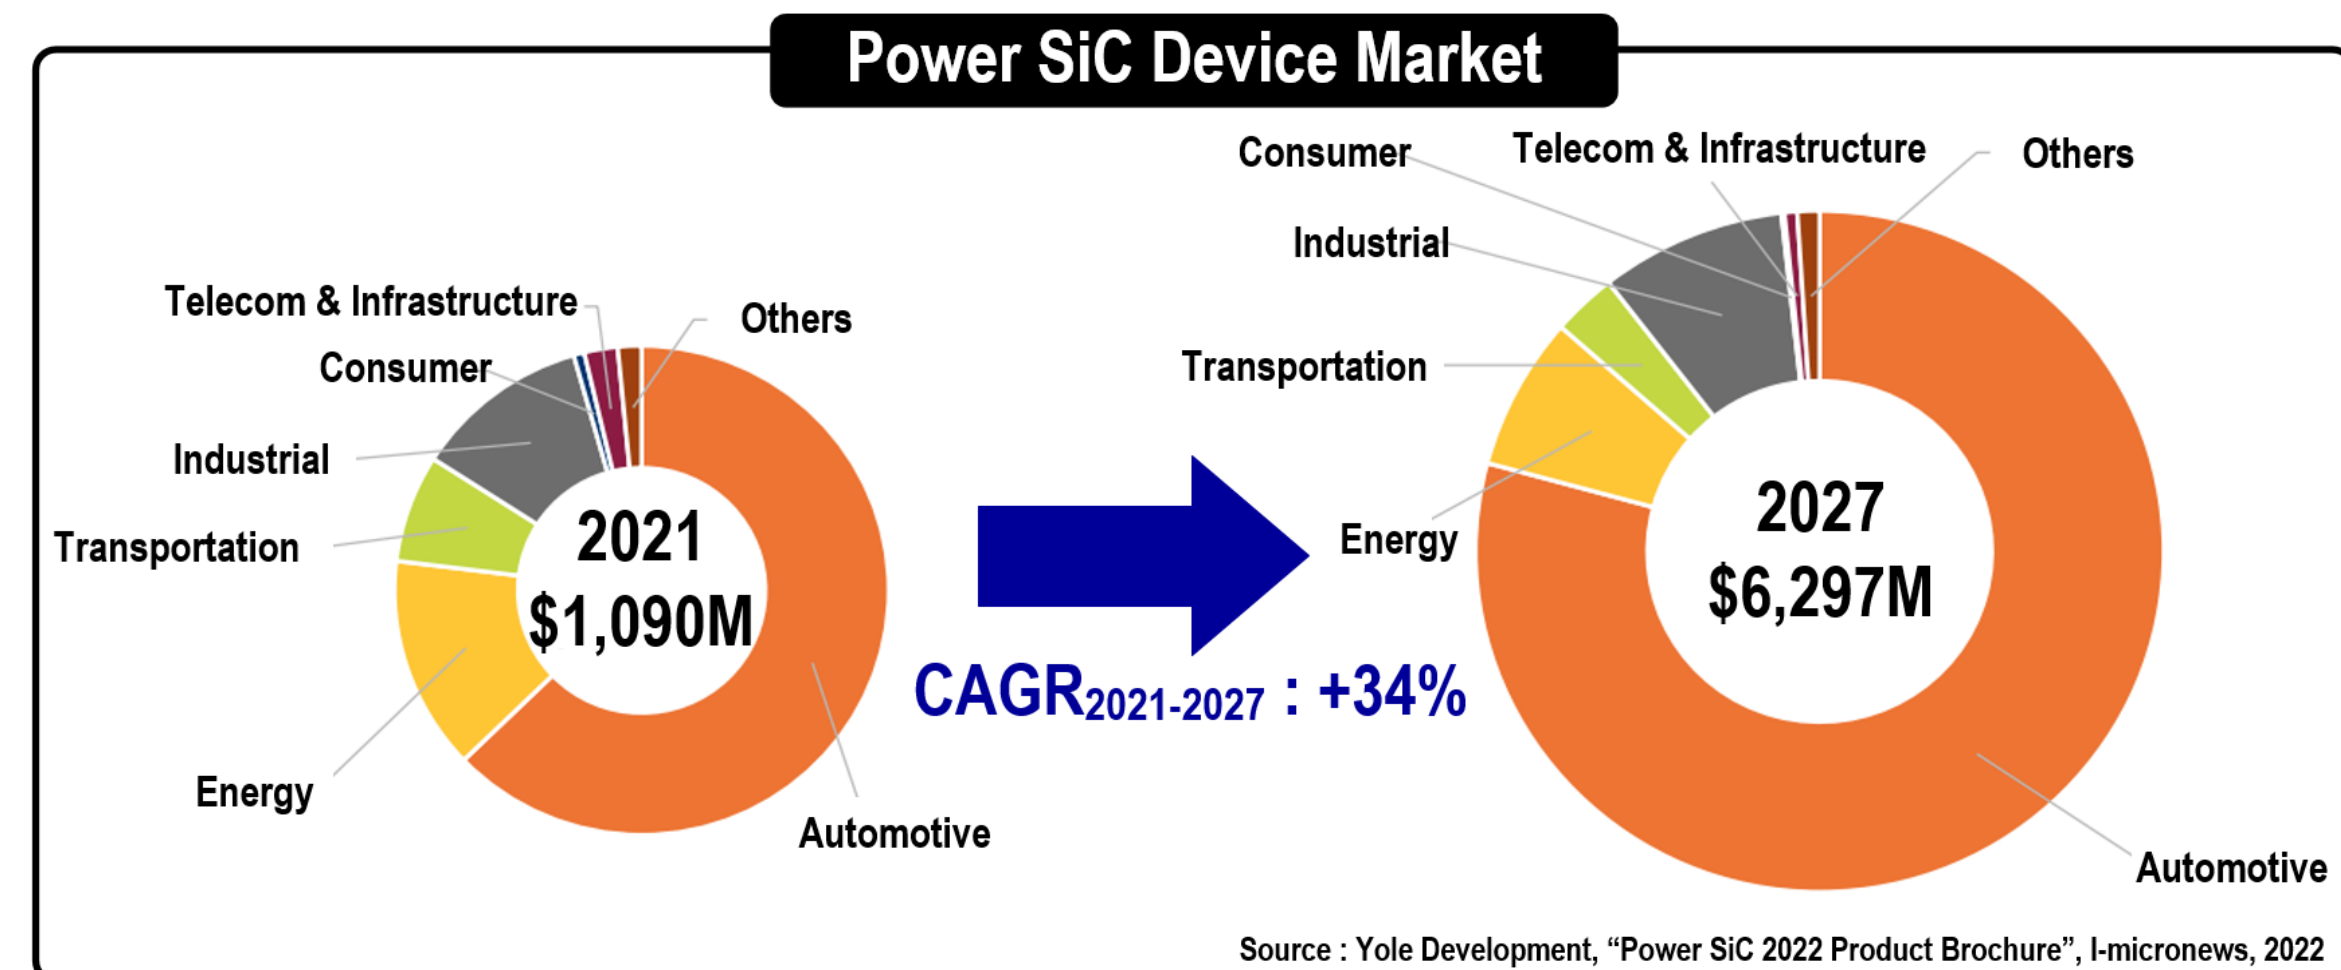 Power SiC Device Market
Telecom & Infrastructure
Others
Consumer
Industrial
Transportation
Energy
Automotive
2021
$1,090M
CAGR2021-2027 : +34%
Consumer
Telecom & Infrastructure
Others
Industrial
Transportation
Energy
Automotive
2027
$6,297M
Source : Yole Development, “Power SiC 2022 Product Brochure”, I-micronews, 2022